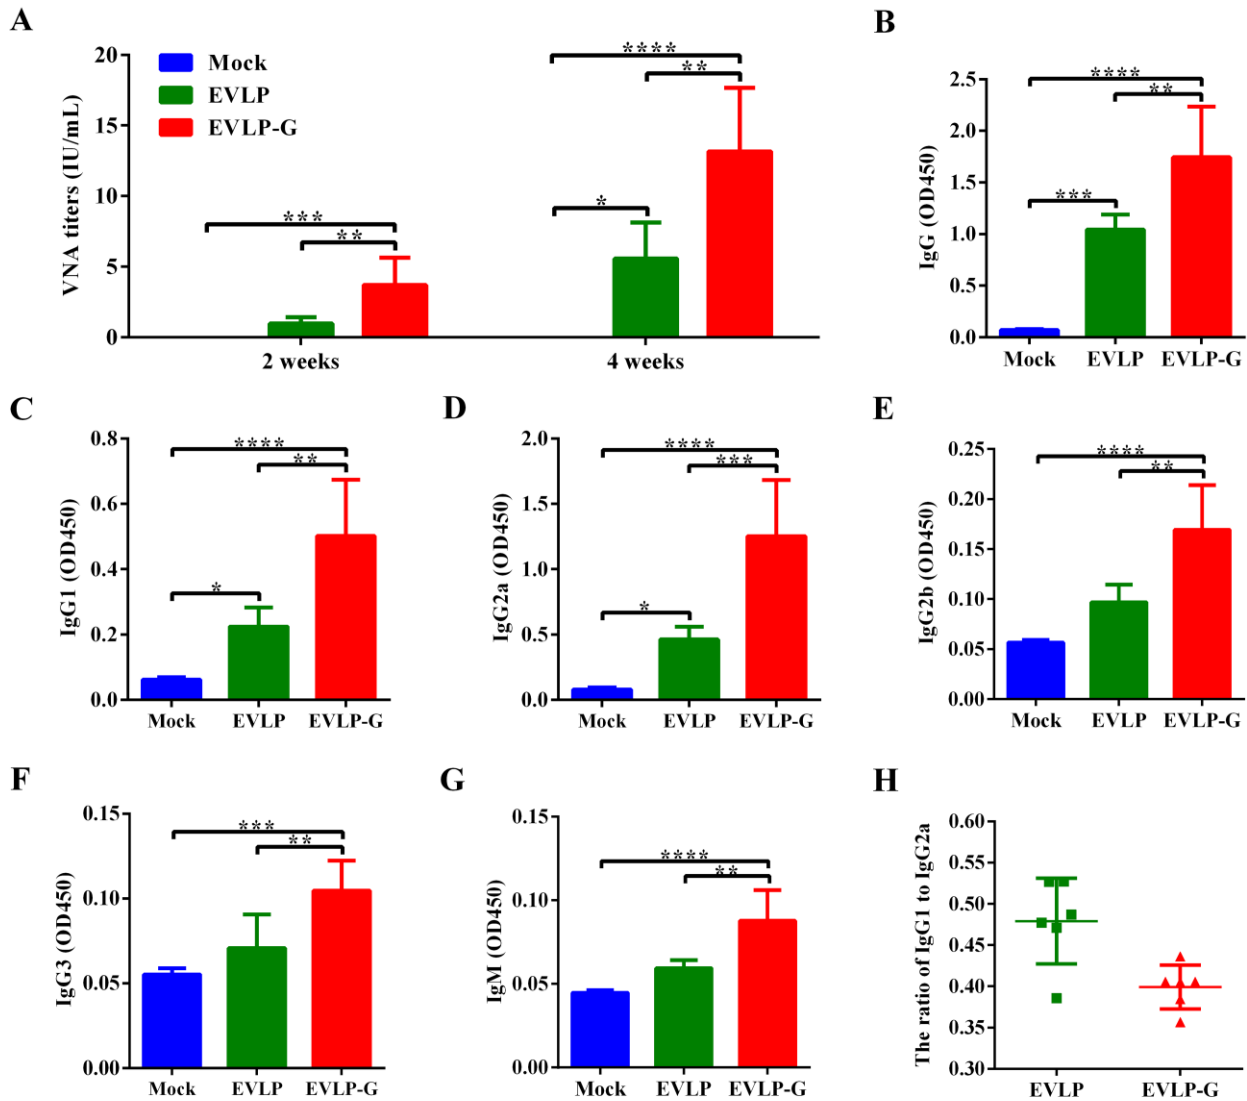 A
VNA titers (IU/mL)
20
15
10
5
0
Mock
EVLP
EVLP-G
***
**
****
**
*
2 weeks
4 weeks
B
IgG (OD450)
2.5
2.0
1.5
1.0
0.5
0.0
****
**
***
Mock EVLP EVLP-G
C
IgG1 (OD450)
0.8
0.6
0.4
0.2
0.0
****
**
*
Mock EVLP EVLP-G
D
IgG2a (OD450)
2.0
1.5
1.0
0.5
0.0
****
***
*
Mock EVLP EVLP-G
E
IgG2b (OD450)
0.25
0.20
0.15
0.10
0.05
0.00
****
**
Mock EVLP EVLP-G
F
IgG3 (OD450)
0.15
0.10
0.05
0.00
***
**
Mock EVLP EVLP-G
G
IgM (OD450)
0.15
0.10
0.05
0.00
****
**
Mock EVLP EVLP-G
H
The ratio of IgG1 to IgG2a
0.60
0.55
0.50
0.45
0.40
0.35
0.30
EVLP EVLP-G